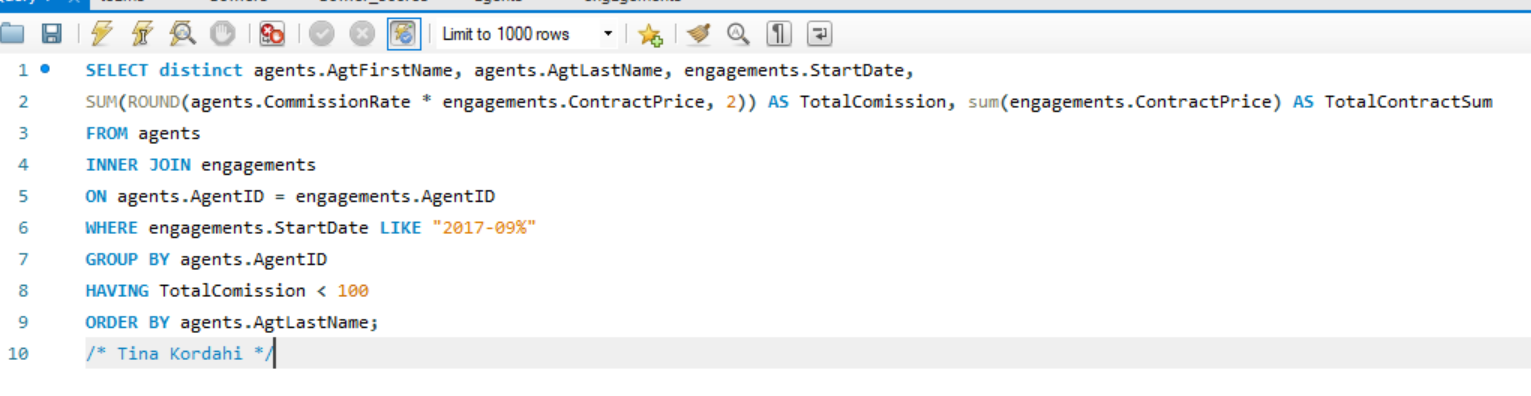 Limit to 1000 rows
1 SELECT distinct agents.AgtFirstName, agents.AgtLastName, engagements.StartDate,
2 SUM(ROUND(agents.CommissionRate * engagements.ContractPrice, 2)) AS TotalComission, sum(engagements.ContractPrice) AS TotalContractSum
3 FROM agents
4 INNER JOIN engagements
5 ON agents.AgentID = engagements.AgentID
6 WHERE engagements.StartDate LIKE "2017-09%"
7 GROUP BY agents.AgentID
8 HAVING TotalComission < 100
9 ORDER BY agents.AgtLastName;
10 /* Tina Kordahi */